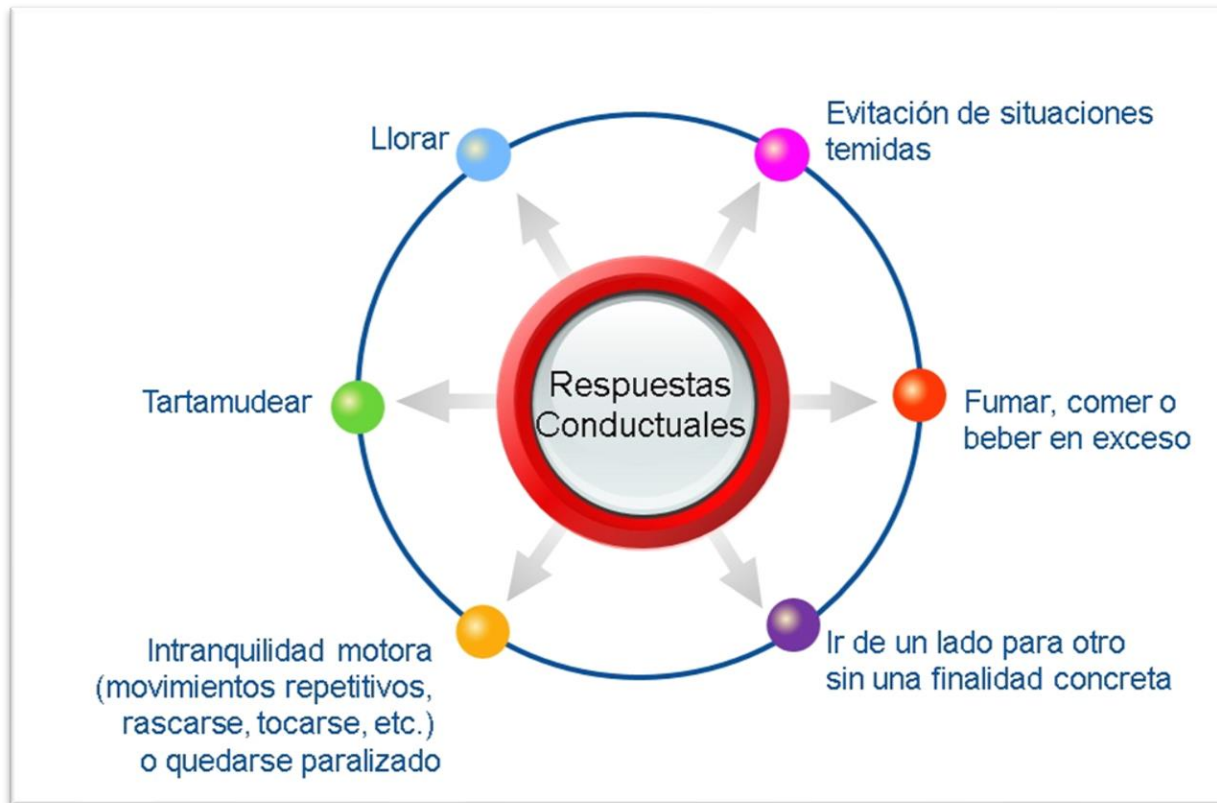 Llorar
Evitación de situaciones
temidas
Tartamudear
Respuestas
Conductuales
Fumar, comer o
beber en exceso
Intranquilidad motora
(movimientos repetitivos,
rascarse, tocarse, etc.)
o quedarse paralizado
Ir de un lado para otro
sin una finalidad concreta